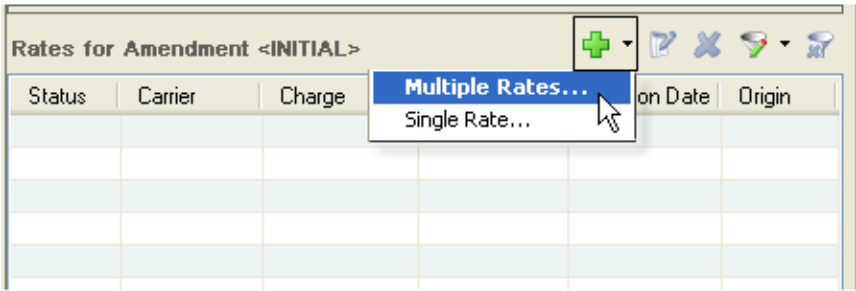 Rates for Amendment <INITIAL>
Status Carrier Charge on Date Origin
Multiple Rates...
Single Rate...